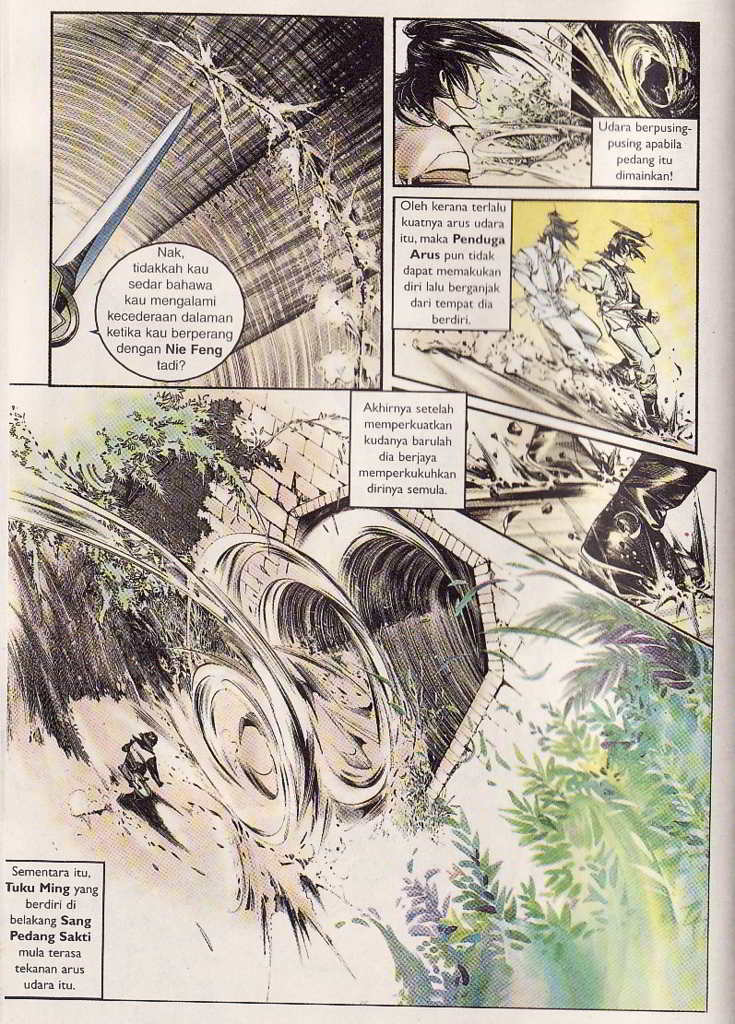 Nak,
tidakkah kau
sedar bahawa
kau mengalami
kecederaan dalaman
ketika kau berperang
dengan Nie Feng
tadi?
Udara berpusing-
pusing apabila
pedang itu
dimainkan!
Oleh kerana terlalu
kuatnya arus udara
itu, maka Penduga
Arus pun tidak
dapat memakukan
diri lalu berganjak
dari tempat dia
berdiri.
Akhirnya setelah
memperkuatkan
kudanya barulah
dia berjaya
memperkukuhkan
dirinya semula.
Sementara itu,
Tuku Ming yang
berdiri di
belakang Sang
Pedang Sakti
mula terasa
tekanan arus
udara itu.